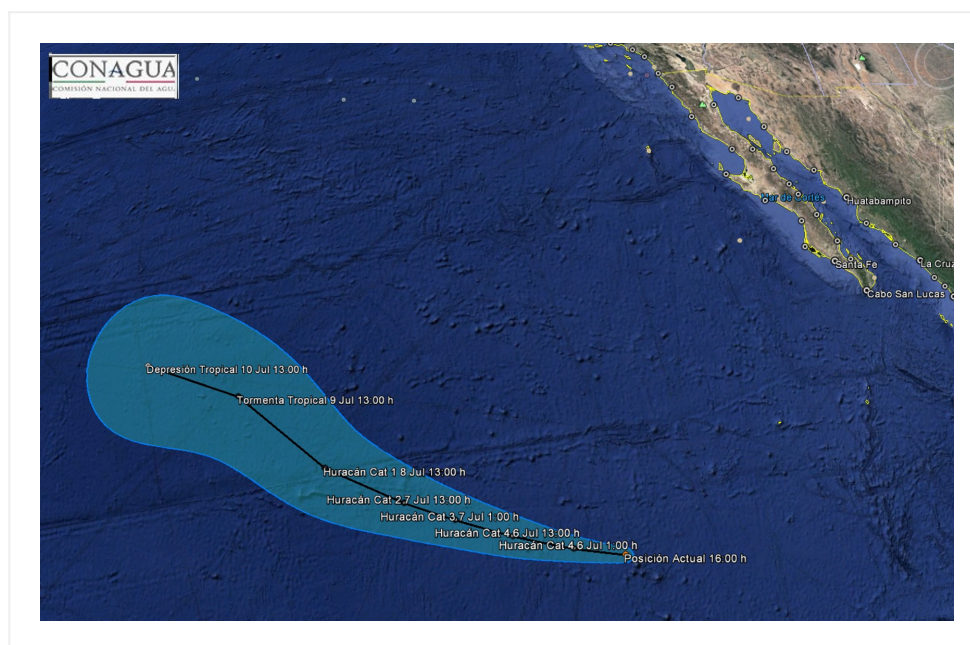 CONAGUA
COMISIÓN NACIONAL DEL AGUA
Mar de Cortés
Huatabampito
Santa Fe
La Cruz
Cabo San Lucas
Depresión Tropical 10 Jul 13:00 h
Tormenta Tropical 9 Jul 13:00 h
Huracán Cat 1 8 Jul 13:00 h
Huracán Cat 2 7 Jul 13:00 h
Huracán Cat 3 7 Jul 1:00 h
Huracán Cat 4 6 Jul 13:00 h
Huracán Cat 4 6 Jul 1:00 h
Posición Actual 16:00 h